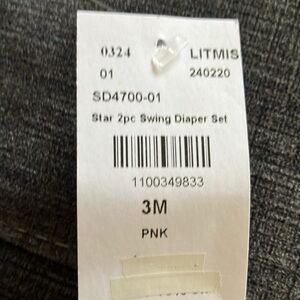 0324 LITMIS
01 240220
SD4700-01
Star 2pc Swing Diaper Set
1100349833
3M
PNK